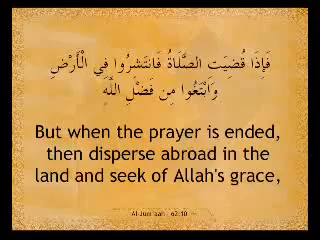 فَإِذَا قُضِيَتِ الصَّلَاةُ فَانتَشِرُوا فِي الْأَرْضِ
وَابْتَغُوا مِن فَضْلِ اللَّهِ
But when the prayer is ended,
then disperse abroad in the
land and seek of Allah's grace,
Al-Jum'aah - 62:10